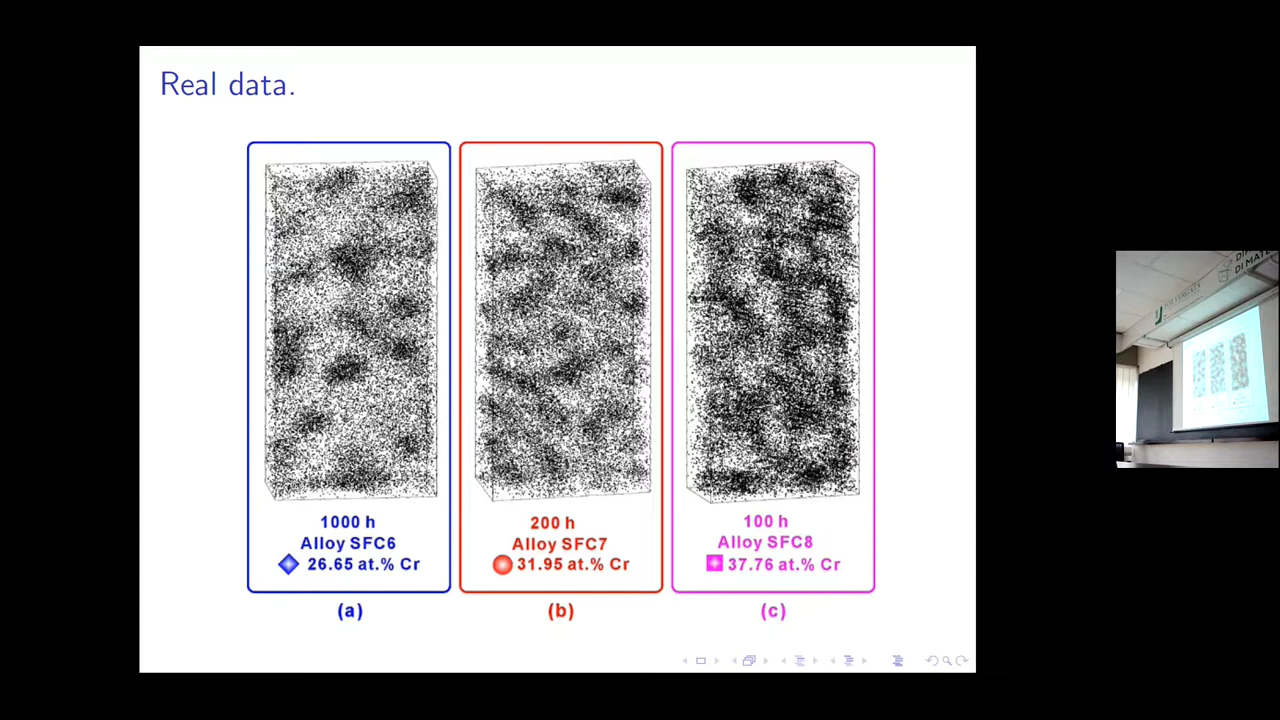 Real data.
1000 h
Alloy SFC6
26.65 at.% Cr
(a)
200 h
Alloy SFC7
31.95 at.% Cr
(b)
100 h
Alloy SFC8
37.76 at.% Cr
(c)